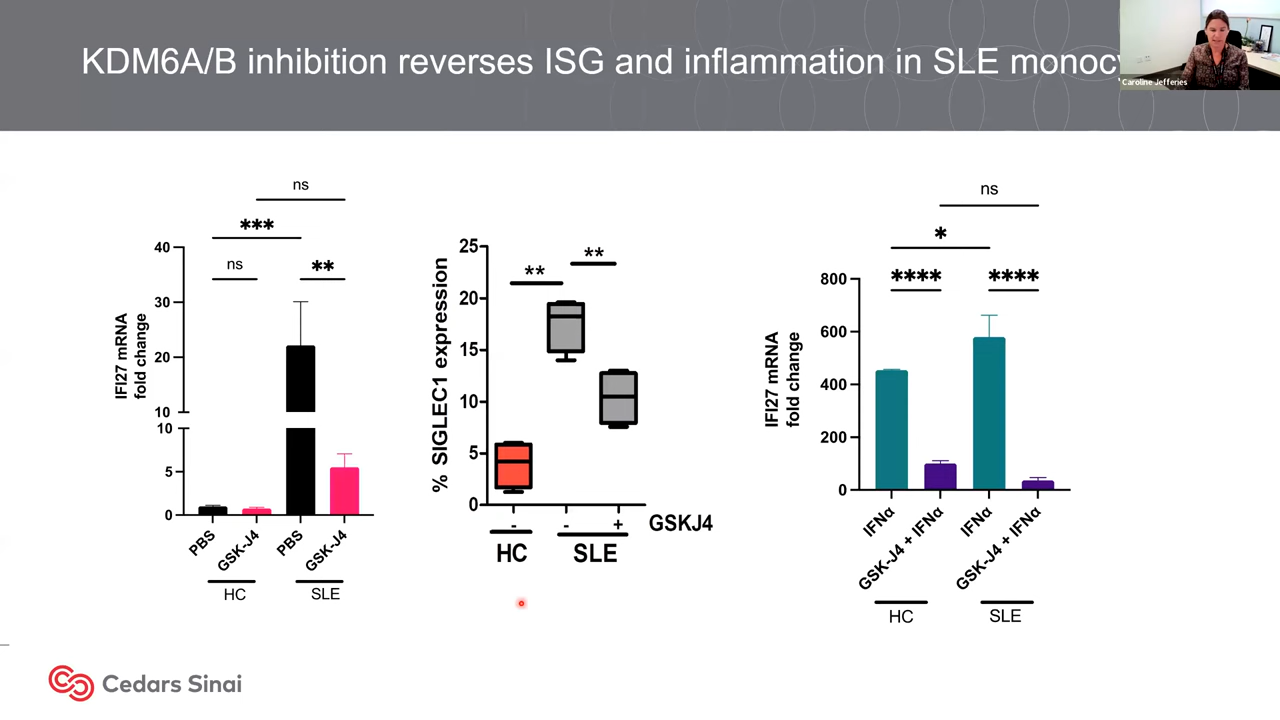 KDM6A/B inhibition reverses ISG and inflammation in SLE monocy
Caroline Jefferies
ns
***
ns
**
40
30
20
10
10
5
0
IFI27 mRNA
fold change
PBS
GSK-J4
PBS
GSK-J4
HC
SLE
**
**
25
20
15
10
5
0
% SIGLEC1 expression
-
-
+
GSKJ4
HC
SLE
ns
*
****
****
800
600
400
200
0
IFI27 mRNA
fold change
IFNα
GSK-J4 + IFNα
IFNα
GSK-J4 + IFNα
HC
SLE
Cedars Sinai